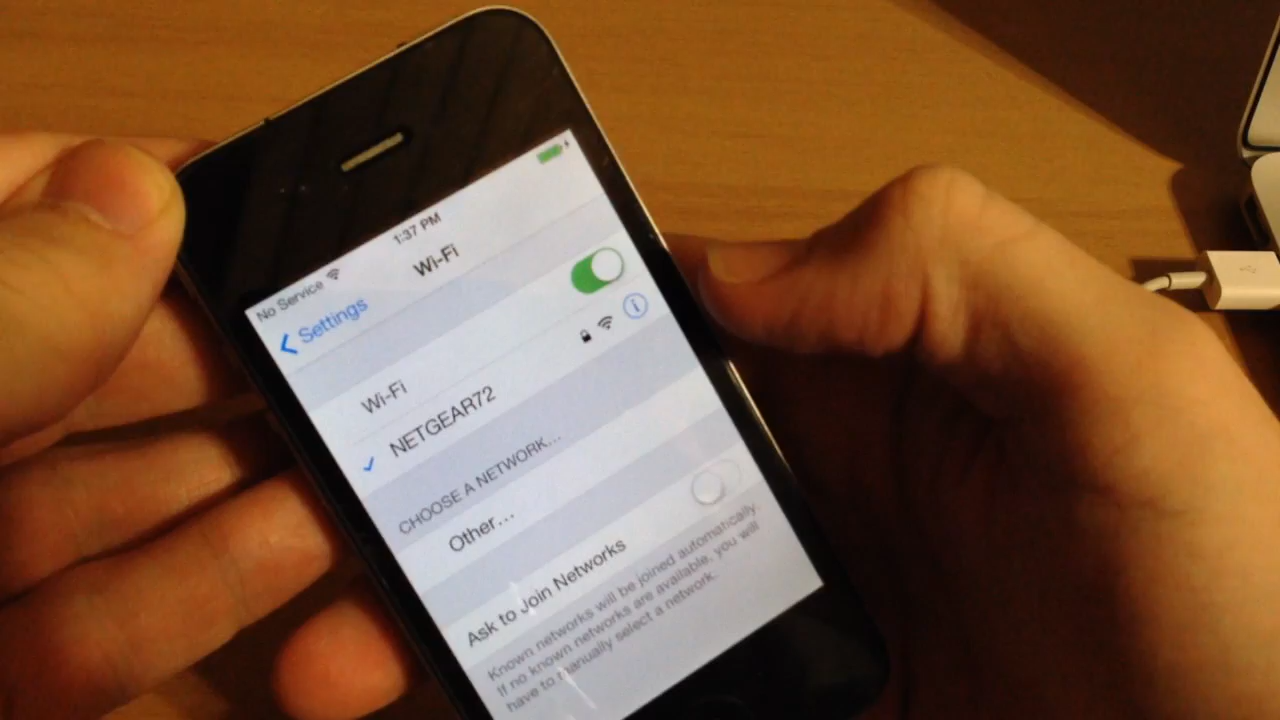 No Service 1:37 PM
Settings Wi-Fi
Wi-Fi
NETGEAR72
CHOOSE A NETWORK...
Other...
Ask to Join Networks
Known networks will be joined automatically.
If no known networks are available, you will
have to manually select a network.